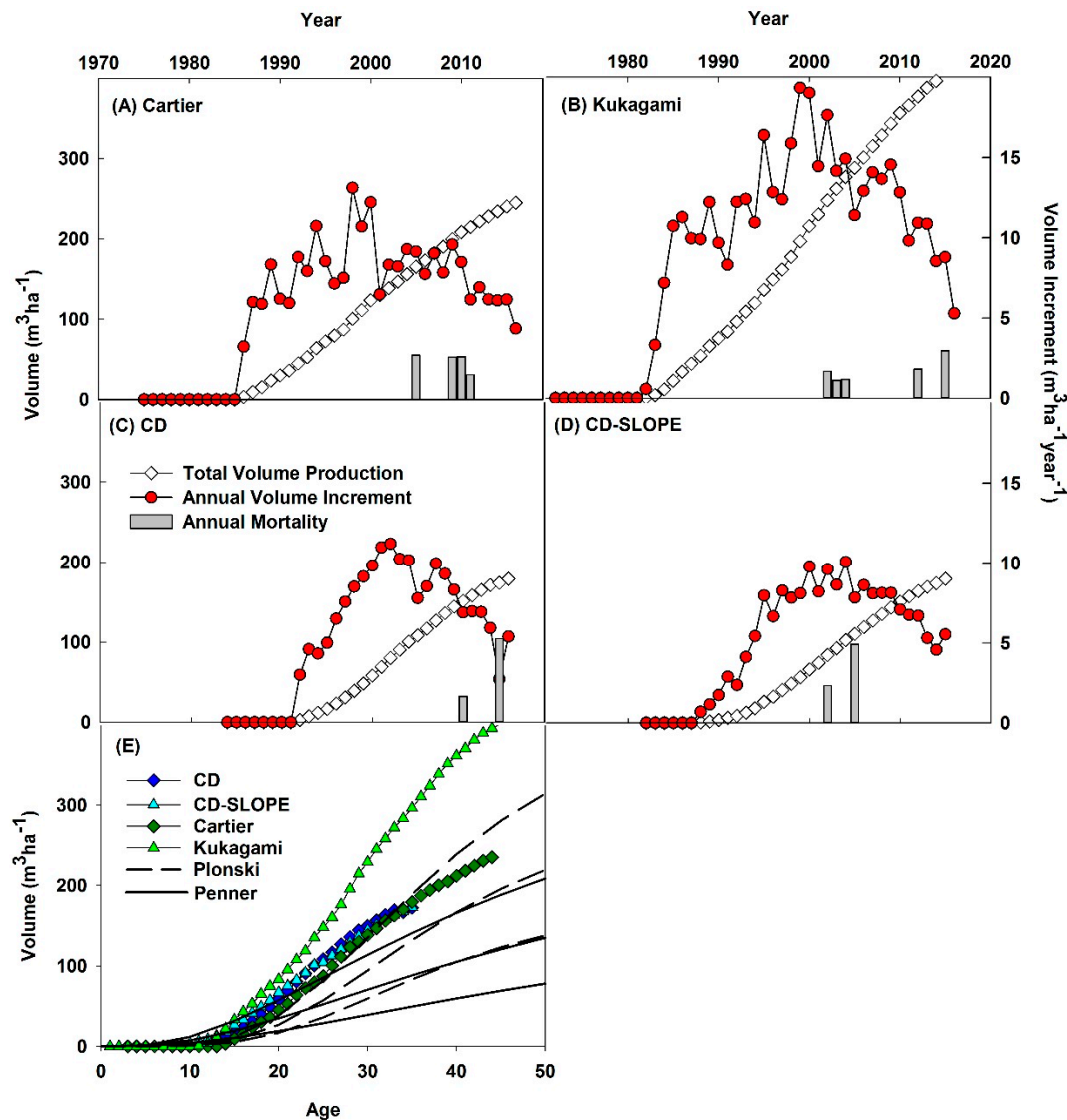 Year Year
1970 1980 1990 2000 2010 1980 1990 2000 2010 2020
(A) Cartier (B) Kukagami
300
200
100
0
15
10
5
0
Volume (m3ha-1)
Volume Increment (m3ha-1year-1)
(C) CD (D) CD-SLOPE
Total Volume Production
Annual Volume Increment
Annual Mortality
300
200
100
0
15
10
5
0
(E)
CD
CD-SLOPE
Cartier
Kukagami
Plonski
Penner
300
200
100
0
Volume (m3ha-1)
0 10 20 30 40 50
Age